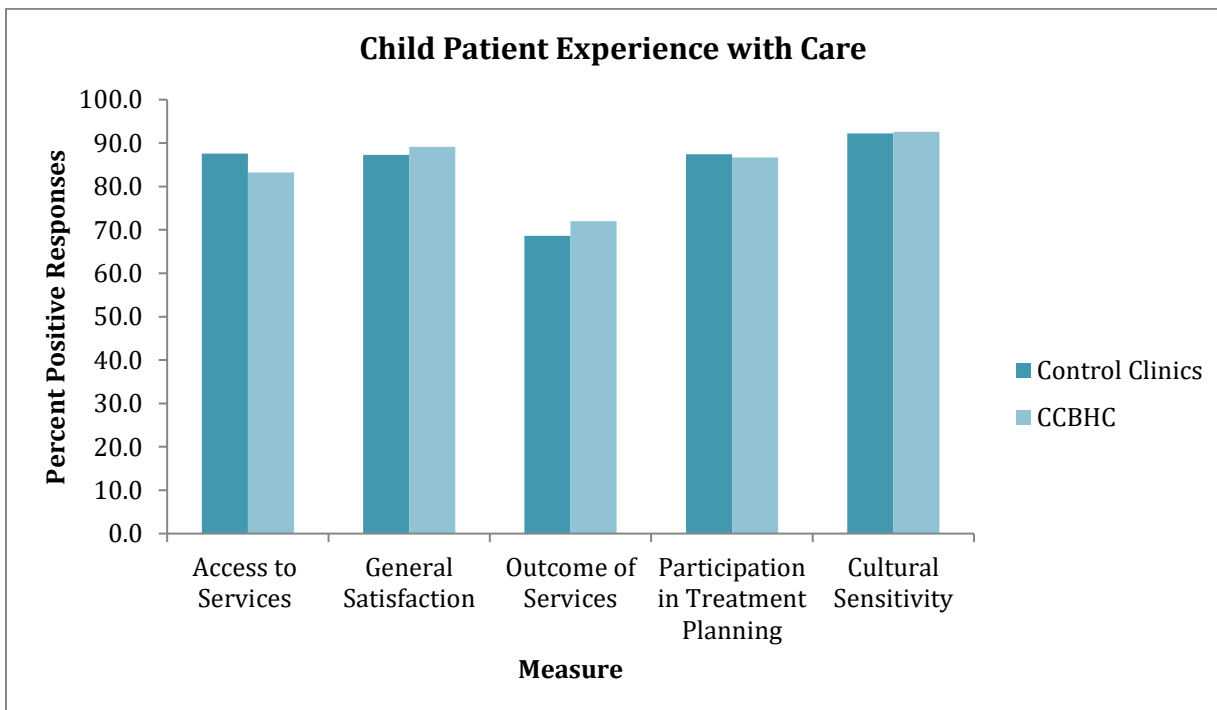 Child Patient Experience with Care
Percent Positive Responses
100.0
90.0
80.0
70.0
60.0
50.0
40.0
30.0
20.0
10.0
0.0
Access to
Services
General
Satisfaction
Outcome of
Services
Participation
in Treatment
Planning
Cultural
Sensitivity
Measure
Control Clinics
CCBHC